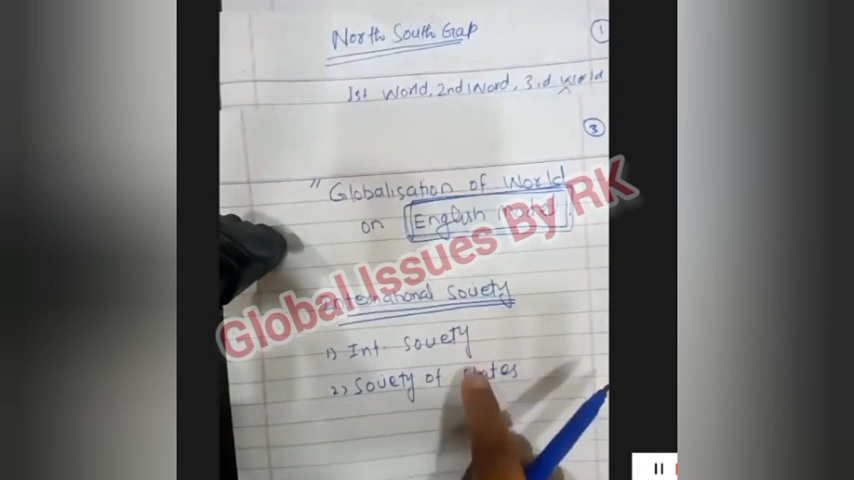 North South Gap
1
1st World, 2nd Word, 3rd World
3
" Globalisation of World
on English Model
International Society
1) Int. Society
2) Society of States
Global Issues By RK